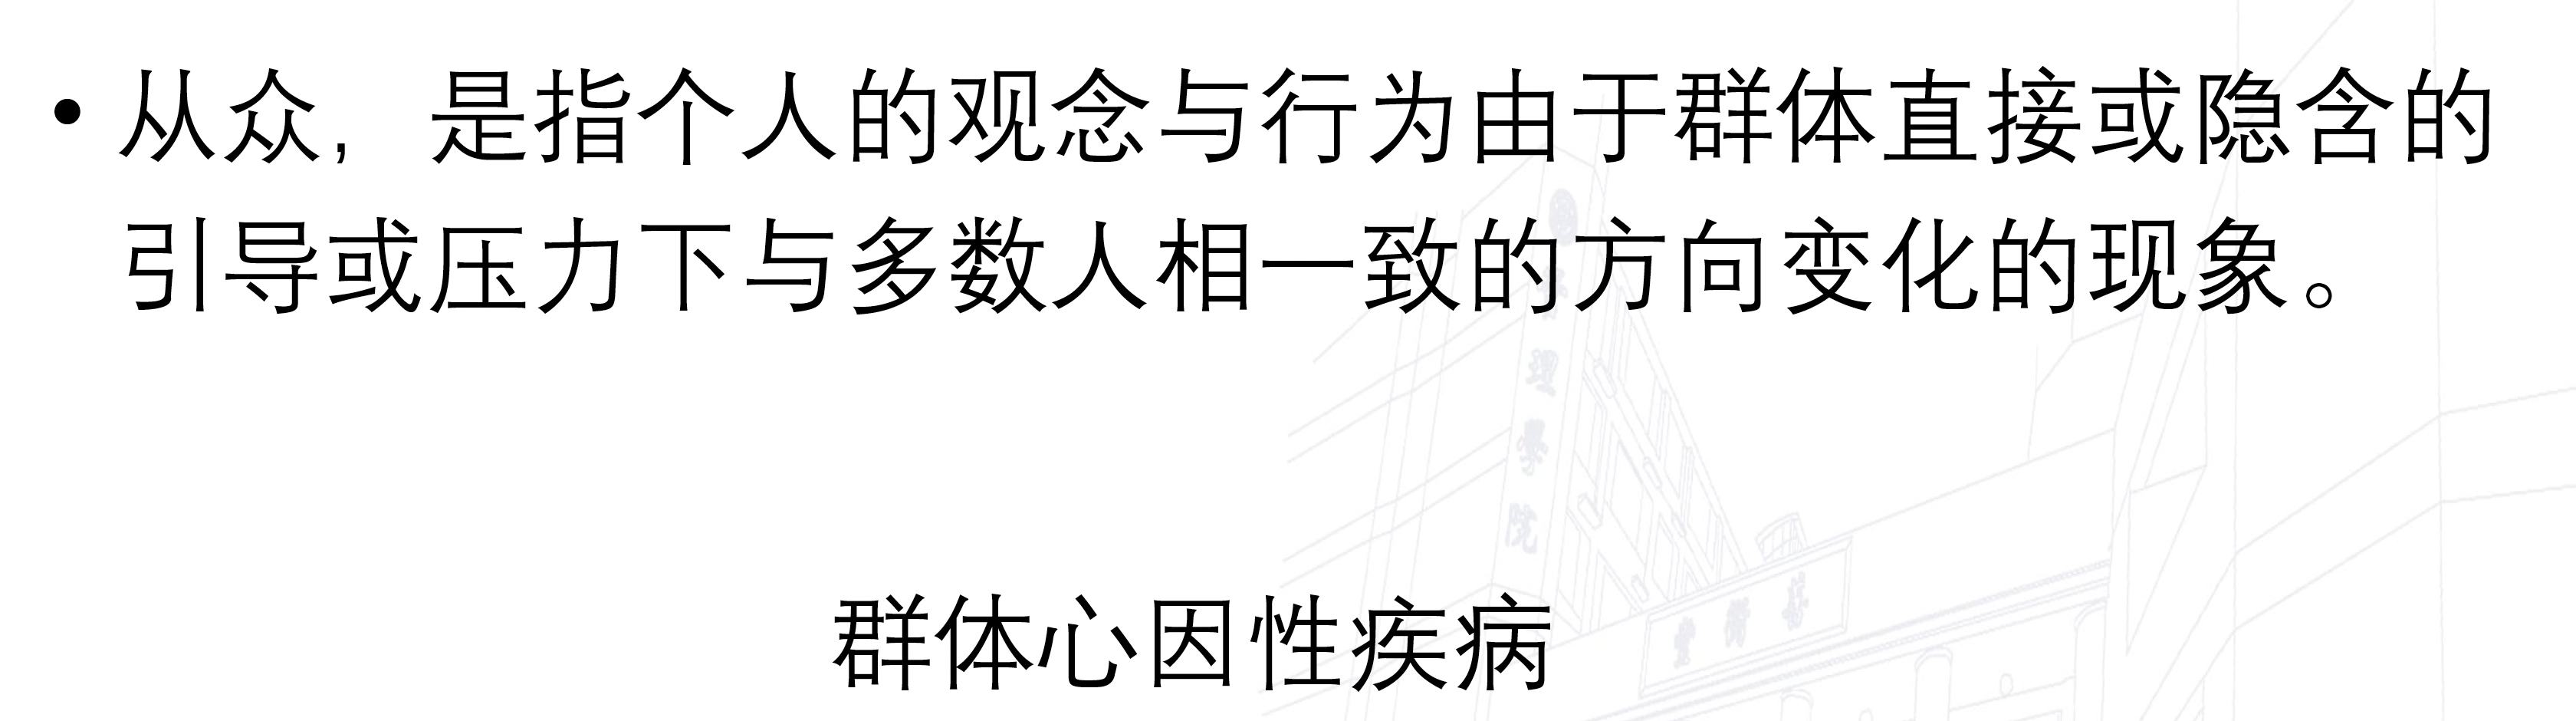 • 从众，是指个人的观念与行为由于群体直接或隐含的
引导或压力下与多数人相一致的方向变化的现象。
群体心因性疾病